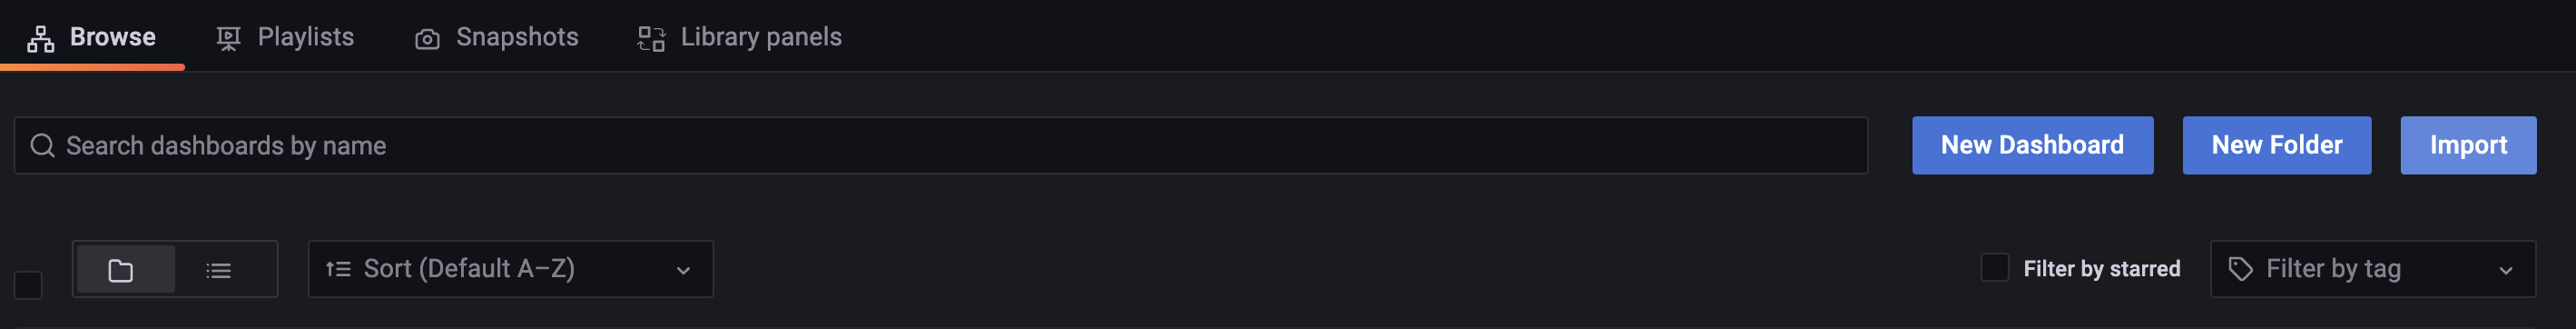 Browse Playlists Snapshots Library panels
Search dashboards by name New Dashboard New Folder Import
Sort (Default A–Z) Filter by starred Filter by tag